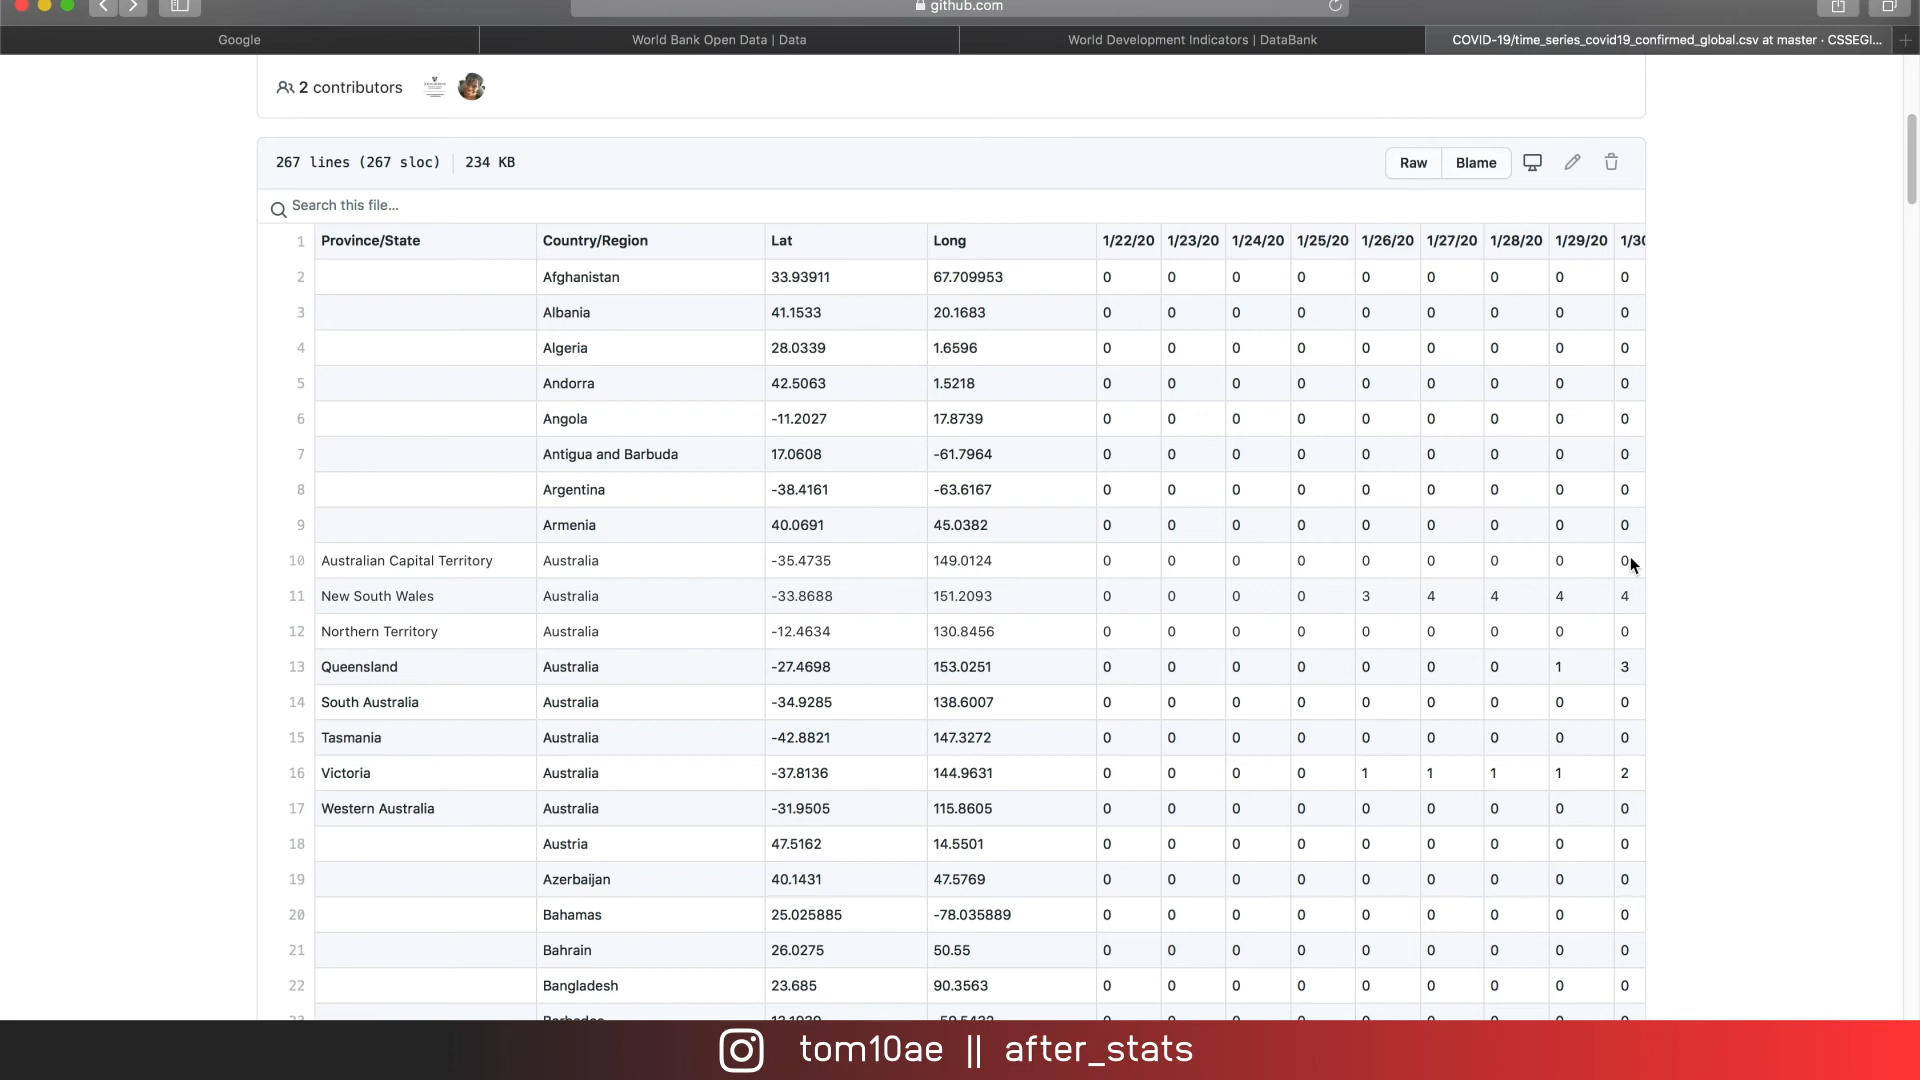 github.com
Google	World Bank Open Data | Data	World Development Indicators | DataBank	COVID-19/time_series_covid19_confirmed_global.csv at master · CSSEGI...
2 contributors
267 lines (267 sloc) 234 KB	Raw	Blame
Search this file...
1 Province/State Country/Region Lat Long 1/22/20 1/23/20 1/24/20 1/25/20 1/26/20 1/27/20 1/28/20 1/29/20 1/30
2 Afghanistan 33.93911 67.709953 0 0 0 0 0 0 0 0 0
3 Albania 41.1533 20.1683 0 0 0 0 0 0 0 0 0
4 Algeria 28.0339 1.6596 0 0 0 0 0 0 0 0 0
5 Andorra 42.5063 1.5218 0 0 0 0 0 0 0 0 0
6 Angola -11.2027 17.8739 0 0 0 0 0 0 0 0 0
7 Antigua and Barbuda 17.0608 -61.7964 0 0 0 0 0 0 0 0 0
8 Argentina -38.4161 -63.6167 0 0 0 0 0 0 0 0 0
9 Armenia 40.0691 45.0382 0 0 0 0 0 0 0 0 0
10 Australian Capital Territory Australia -35.4735 149.0124 0 0 0 0 0 0 0 0 0
11 New South Wales Australia -33.8688 151.2093 0 0 0 0 3 4 4 4 4
12 Northern Territory Australia -12.4634 130.8456 0 0 0 0 0 0 0 0 0
13 Queensland Australia -27.4698 153.0251 0 0 0 0 0 0 0 1 3
14 South Australia Australia -34.9285 138.6007 0 0 0 0 0 0 0 0 0
15 Tasmania Australia -42.8821 147.3272 0 0 0 0 0 0 0 0 0
16 Victoria Australia -37.8136 144.9631 0 0 0 0 1 1 1 1 2
17 Western Australia Australia -31.9505 115.8605 0 0 0 0 0 0 0 0 0
18 Austria 47.5162 14.5501 0 0 0 0 0 0 0 0 0
19 Azerbaijan 40.1431 47.5769 0 0 0 0 0 0 0 0 0
20 Bahamas 25.025885 -78.035889 0 0 0 0 0 0 0 0 0
21 Bahrain 26.0275 50.55 0 0 0 0 0 0 0 0 0
22 Bangladesh 23.685 90.3563 0 0 0 0 0 0 0 0 0
tom10ae || after_stats